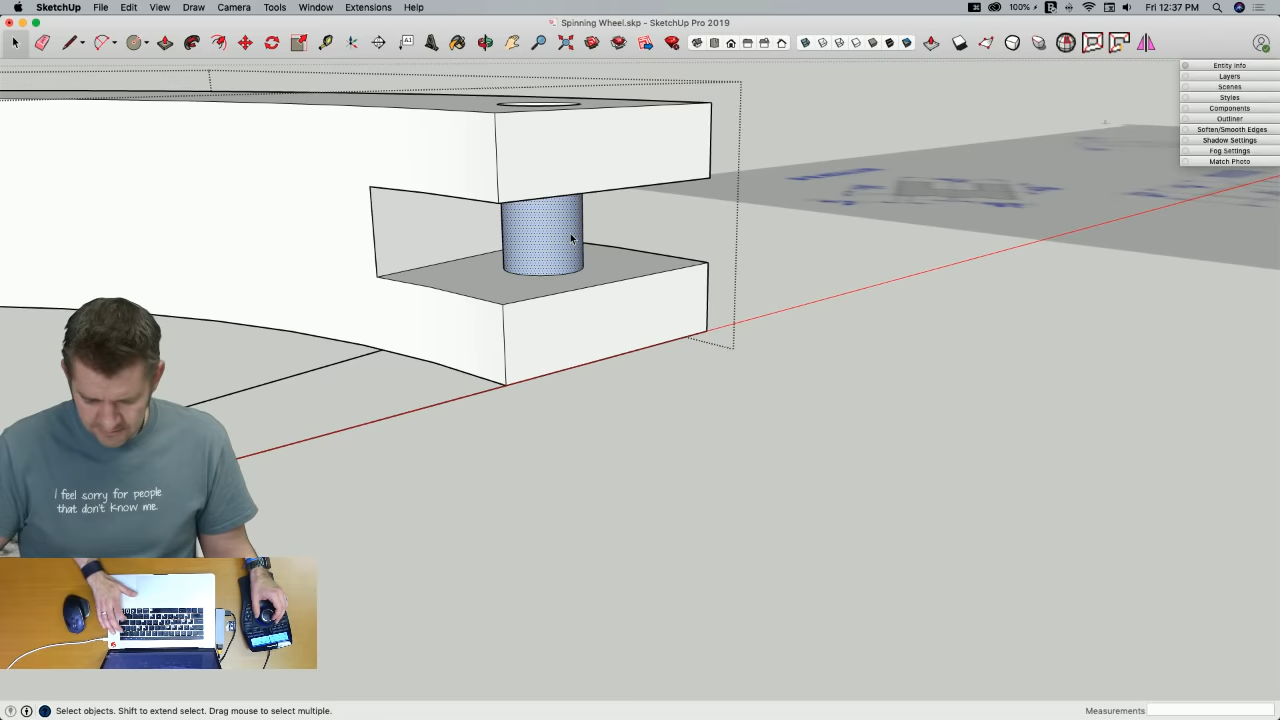 SketchUp File Edit View Draw Camera Tools Window Extensions Help
100% Fri 12:37 PM
Spinning Wheel.skp - SketchUp Pro 2019
Entity Info
Layers
Scenes
Styles
Components
Outliner
Soften/Smooth Edges
Shadow Settings
Fog Settings
Match Photo
I feel sorry for people
that don't know me.
Select objects. Shift to extend select. Drag mouse to select multiple.
Measurements